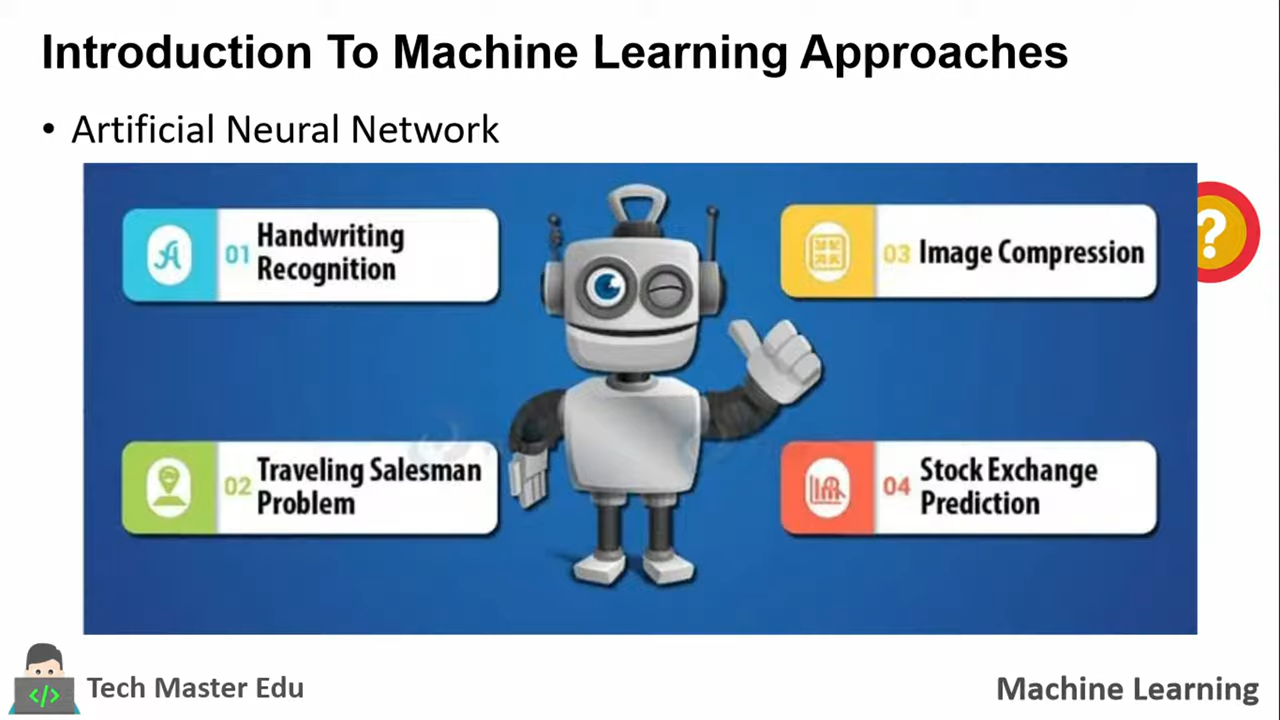 Introduction To Machine Learning Approaches
• Artificial Neural Network
01 Handwriting
Recognition
02 Traveling Salesman
Problem
03 Image Compression
04 Stock Exchange
Prediction
?
</>
Tech Master Edu
Machine Learning